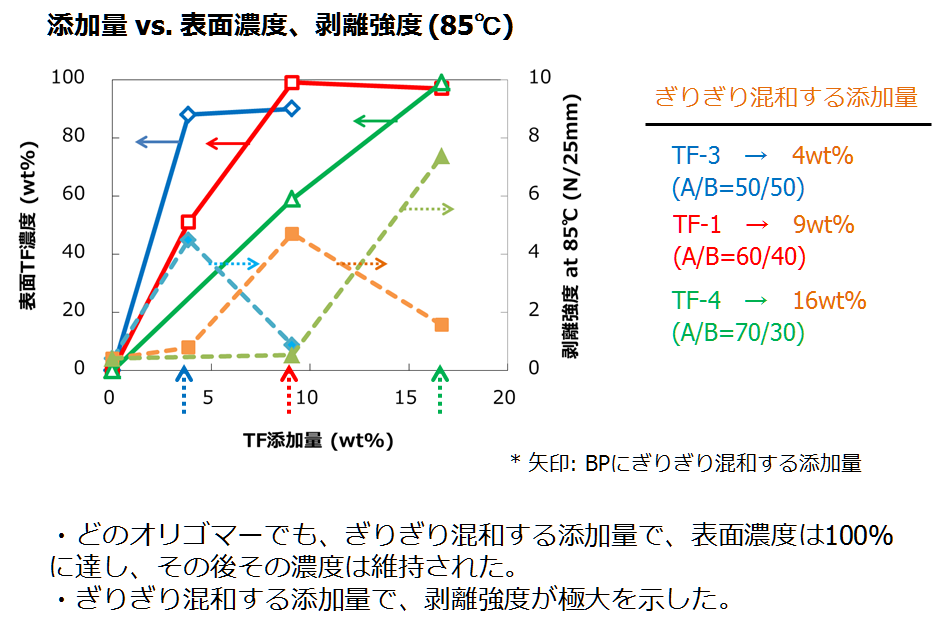 添加量 vs. 表面濃度、剥離強度 (85℃)
表面TF濃度 (wt%)
100
80
60
40
20
0
0
5
10
15
20
TF添加量 (wt%)
10
8
6
4
2
0
剥離強度 at 85℃ (N/25mm)
ぎりぎり混和する添加量
TF-3 → 4wt%
(A/B=50/50)
TF-1 → 9wt%
(A/B=60/40)
TF-4 → 16wt%
(A/B=70/30)
* 矢印: BPにぎりぎり混和する添加量
・どのオリゴマーでも、ぎりぎり混和する添加量で、表面濃度は100%
に達し、その後その濃度は維持された。
・ぎりぎり混和する添加量で、剥離強度が極大を示した。